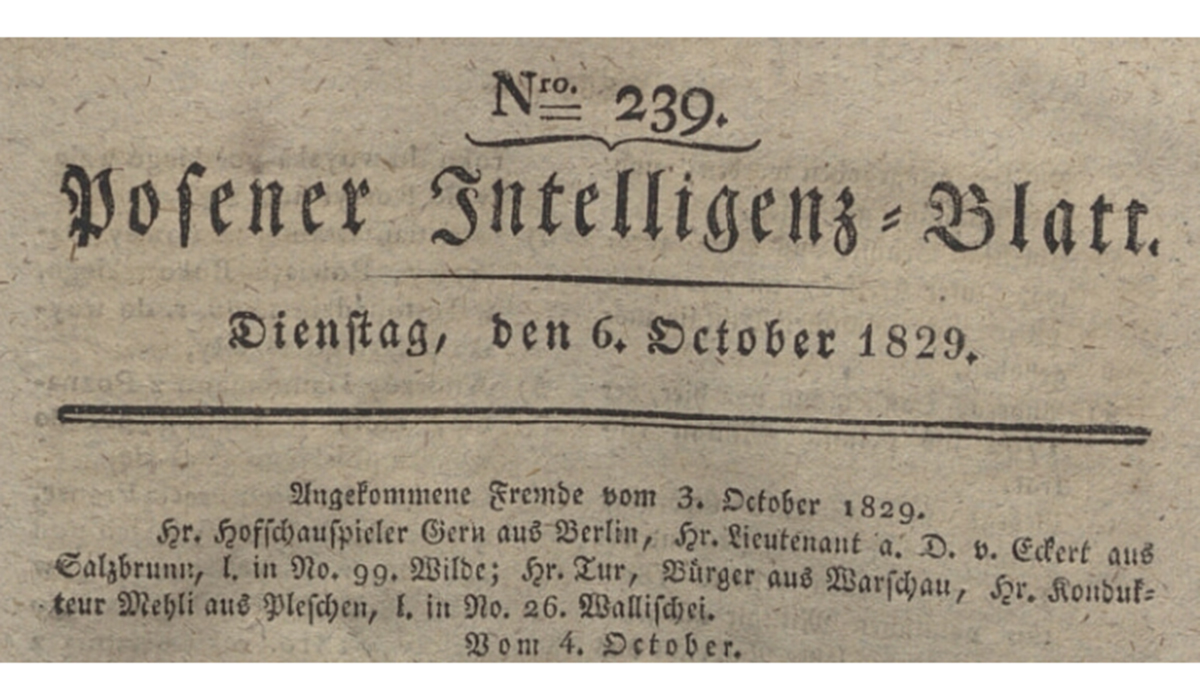 Nro. 239.
Posener Intelligenz-Blatt.
Dienstag, den 6. October 1829.
Angekommene Fremde vom 3. October 1829.
Hr. Hofschauspieler Gern aus Berlin, Hr. Lieutenant a. D. v. Eckert aus
Salzbrunn, l. in No. 99. Wilde; Hr. Tur, Bürger aus Warschau, Hr. Konduk-
teur Mehli aus Pleschen, l. in No. 26. Wallischei.
Vom 4. October.